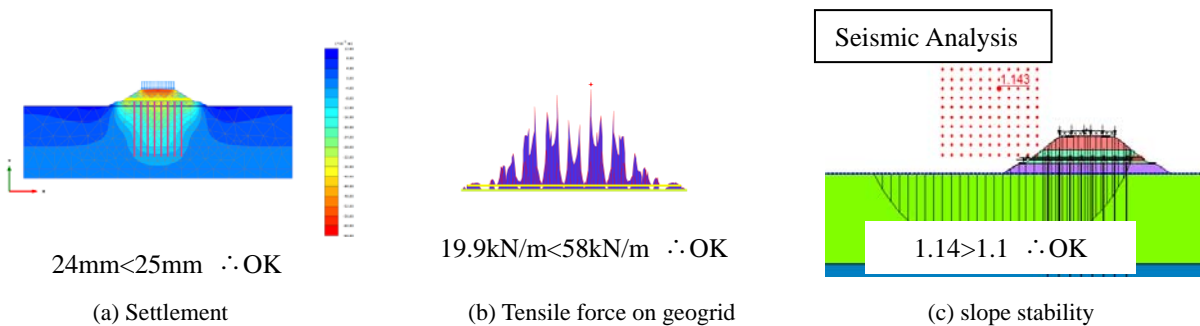 Seismic Analysis
1.143
24mm<25mm ∴OK
19.9kN/m<58kN/m ∴OK
1.14>1.1 ∴OK
(a) Settlement
(b) Tensile force on geogrid
(c) slope stability